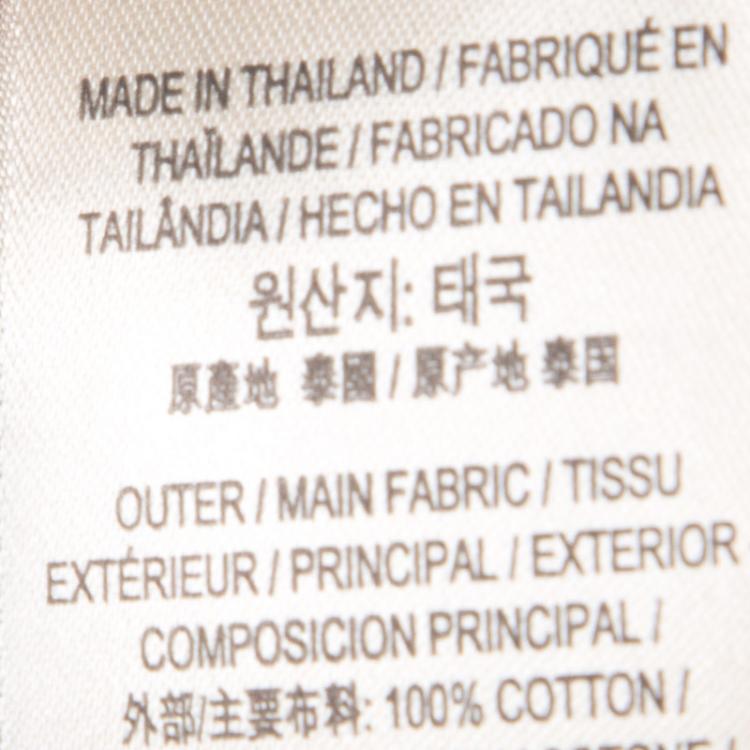 MADE IN THAILAND / FABRIQUÉ EN
THAÏLANDE / FABRICADO NA
TAILÂNDIA / HECHO EN TAILANDIA
원산지: 태국
原產地 泰國 / 原产地 泰国
OUTER / MAIN FABRIC / TISSU
EXTÉRIEUR / PRINCIPAL / EXTERIOR
COMPOSICION PRINCIPAL /
外部/主要布料: 100% COTTON /